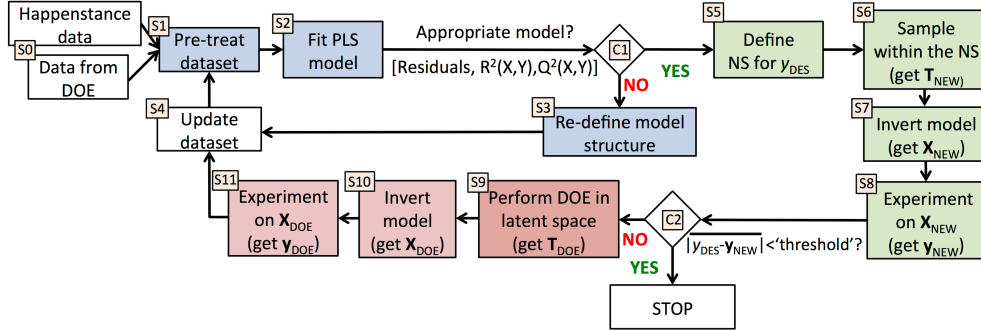 Happenstance
data
S0
Data from
DOE
S1
Pre-treat
dataset
S2
Fit PLS
model
Appropriate model?
[Residuals, R²(X,Y),Q²(X,Y)]
C1
YES
NO
S3
Re-define model
structure
S4
Update
dataset
S5
Define
NS for yDES
S6
Sample
within the NS
(get TNEW)
S7
Invert model
(get XNEW)
S8
Experiment
on XNEW
(get yNEW)
|yDES-yNEW|<‘threshold’?
C2
NO
YES
STOP
S9
Perform DOE in
latent space
(get TDOE)
S10
Invert
model
(get XDOE)
S11
Experiment
on XDOE
(get yDOE)